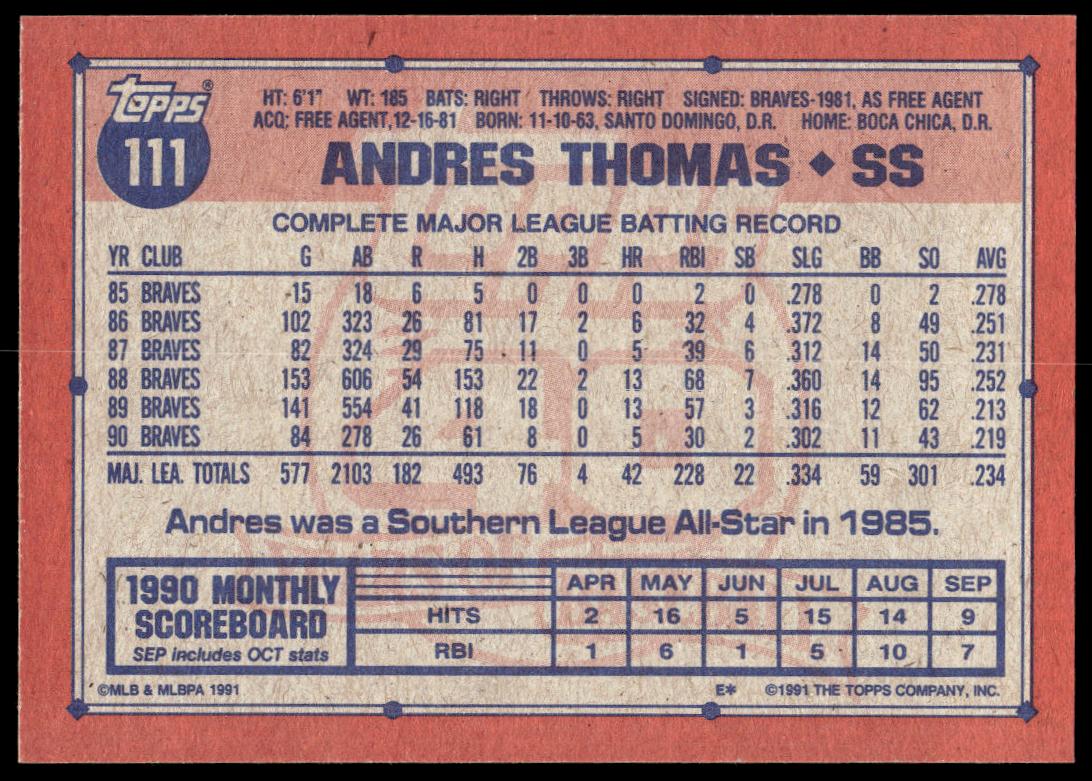 TOPPS®
111
HT: 6'1" WT: 185 BATS: RIGHT THROWS: RIGHT SIGNED: BRAVES-1981, AS FREE AGENT
ACQ: FREE AGENT,12-16-81 BORN: 11-10-63, SANTO DOMINGO, D.R. HOME: BOCA CHICA, D.R.
ANDRES THOMAS ♦ SS
COMPLETE MAJOR LEAGUE BATTING RECORD
YR CLUB G AB R H 2B 3B HR RBI SB SLG BB SO AVG
85 BRAVES 15 18 6 5 0 0 0 2 0 .278 0 2 .278
86 BRAVES 102 323 26 81 17 2 6 32 4 .372 8 49 .251
87 BRAVES 82 324 29 75 11 0 5 39 6 .312 14 50 .231
88 BRAVES 153 606 54 153 22 2 13 68 7 .360 14 95 .252
89 BRAVES 141 554 41 118 18 0 13 57 3 .316 12 62 .213
90 BRAVES 84 278 26 61 8 0 5 30 2 .302 11 43 .219
MAJ. LEA. TOTALS 577 2103 182 493 76 4 42 228 22 .334 59 301 .234
Andres was a Southern League All-Star in 1985.
1990 MONTHLY
SCOREBOARD
SEP includes OCT stats
APR MAY JUN JUL AUG SEP
HITS 2 16 5 15 14 9
RBI 1 6 1 5 10 7
©MLB & MLBPA 1991 E* ©1991 THE TOPPS COMPANY, INC.